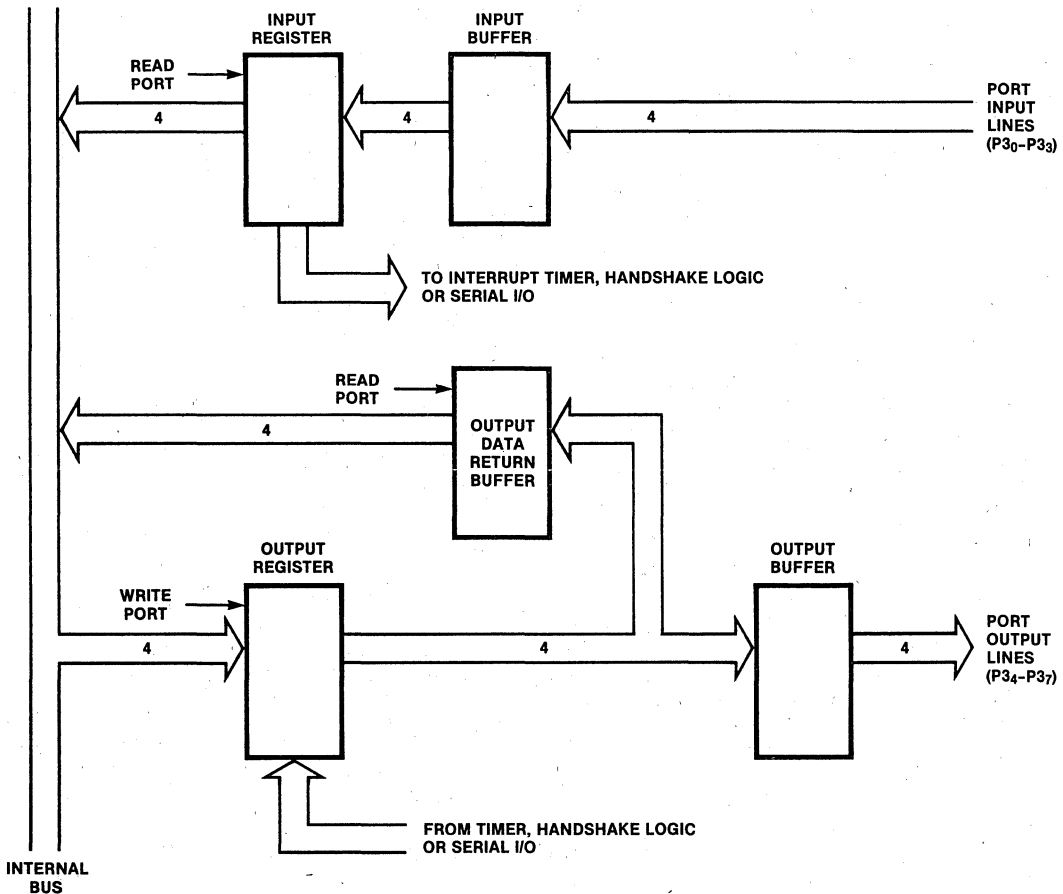 INPUT
REGISTER
INPUT
BUFFER
READ
PORT
4
4
4
PORT
INPUT
LINES
(P3₀–P3₃)
TO INTERRUPT TIMER, HANDSHAKE LOGIC
OR SERIAL I/O
READ
PORT
4
OUTPUT
DATA
RETURN
BUFFER
OUTPUT
REGISTER
OUTPUT
BUFFER
WRITE
PORT
4
4
4
PORT
OUTPUT
LINES
(P3₄–P3₇)
FROM TIMER, HANDSHAKE LOGIC
OR SERIAL I/O
INTERNAL
BUS